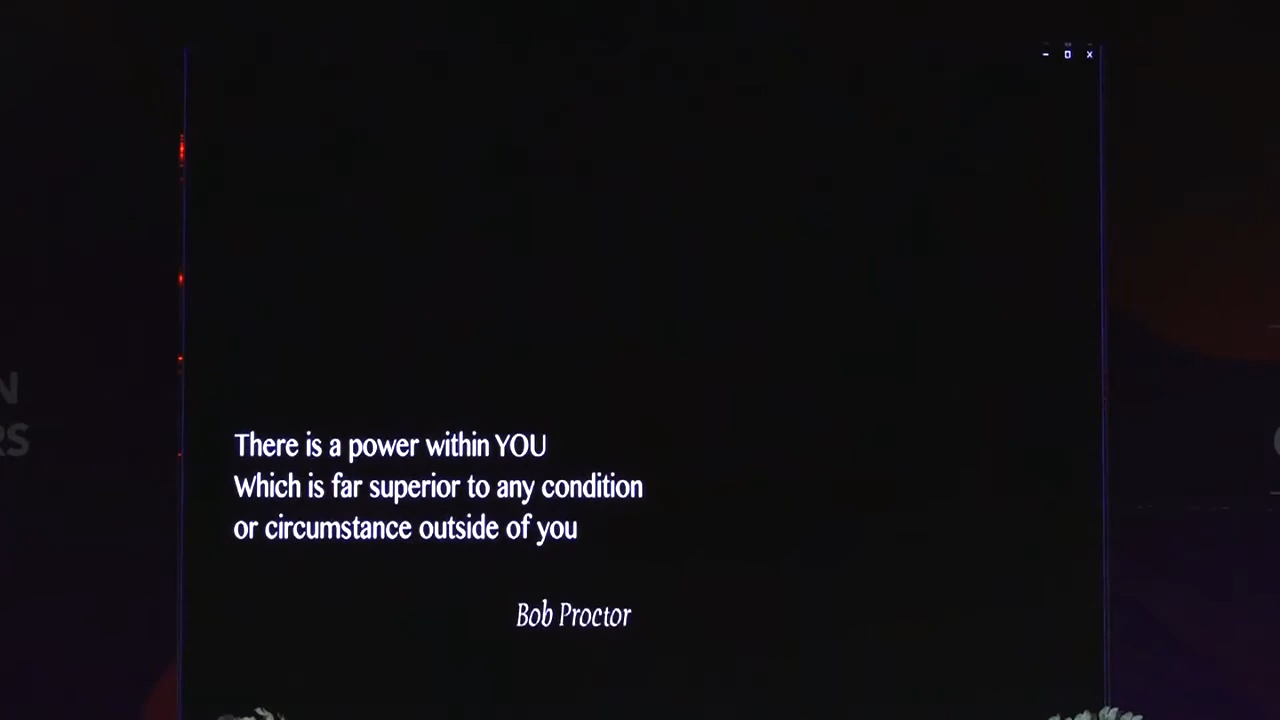 There is a power within YOU
Which is far superior to any condition
or circumstance outside of you
Bob Proctor